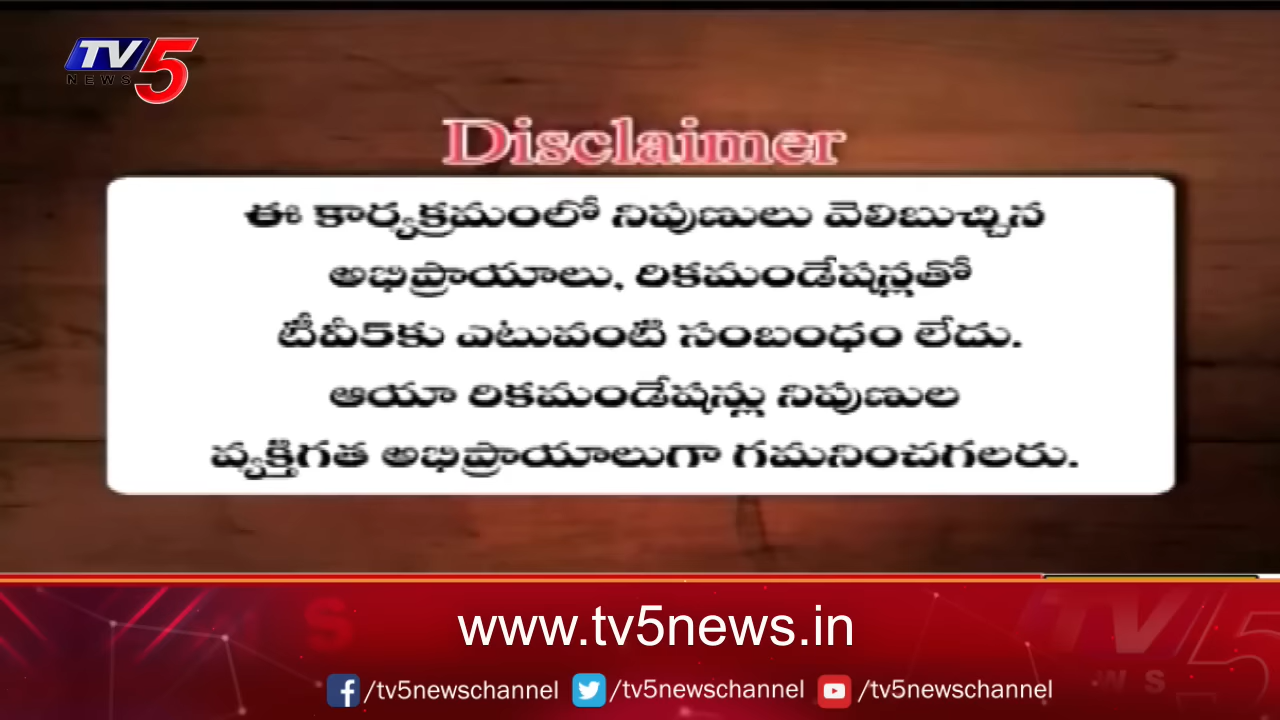 TV5
NEWS
Disclaimer
ఈ కార్యక్రమంలో నిపుణులు వెలిబుచ్చిన
అభిప్రాయాలు, రికమండేషన్లతో
టీవీ5కు ఎటువంటి సంబంధం లేదు.
ఆయా రికమండేషన్లు నిపుణుల
వ్యక్తిగత అభిప్రాయాలుగా గమనించగలరు.
www.tv5news.in
/tv5newschannel /tv5newschannel /tv5newschannel